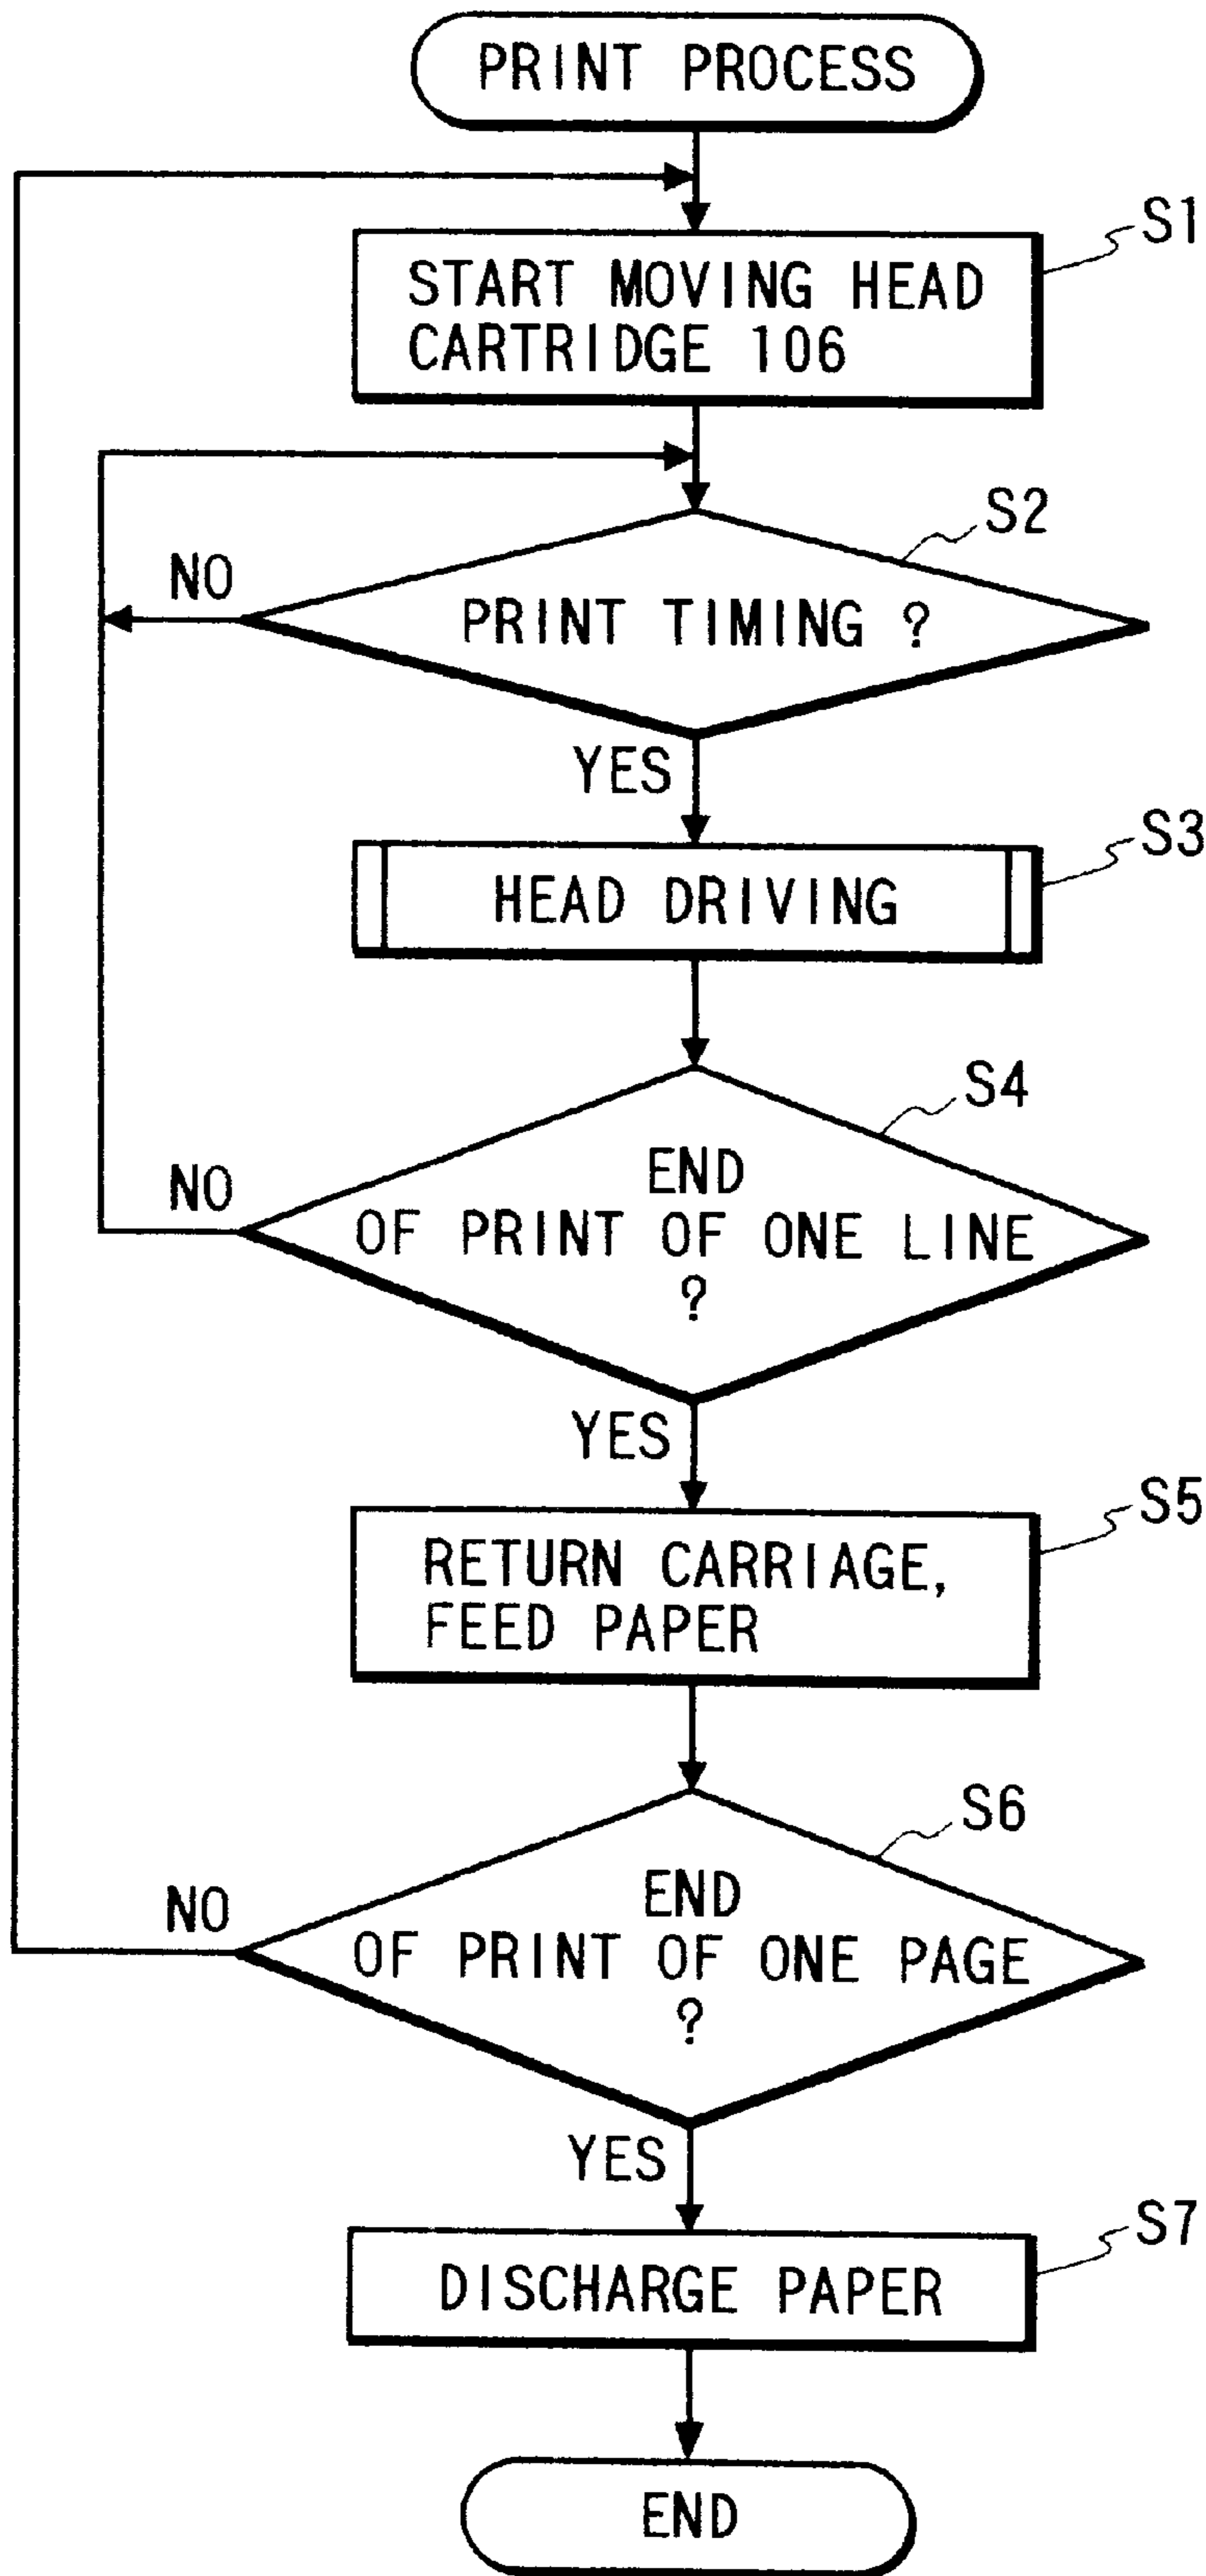 PRINT PROCESS
S1
START MOVING HEAD
CARTRIDGE 106
S2
NO
PRINT TIMING ?
YES
S3
HEAD DRIVING
S4
NO
END
OF PRINT OF ONE LINE
?
YES
S5
RETURN CARRIAGE,
FEED PAPER
S6
NO
END
OF PRINT OF ONE PAGE
?
YES
S7
DISCHARGE PAPER
END